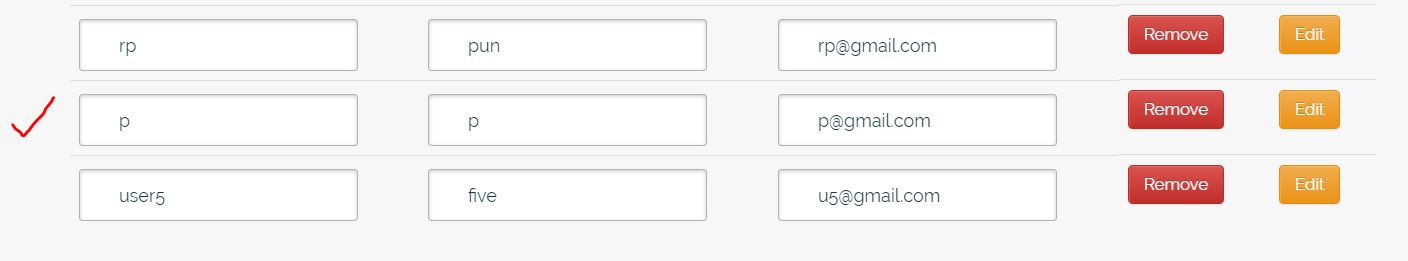 rp pun rp@gmail.com Remove Edit
p p p@gmail.com Remove Edit
user5 five u5@gmail.com Remove Edit